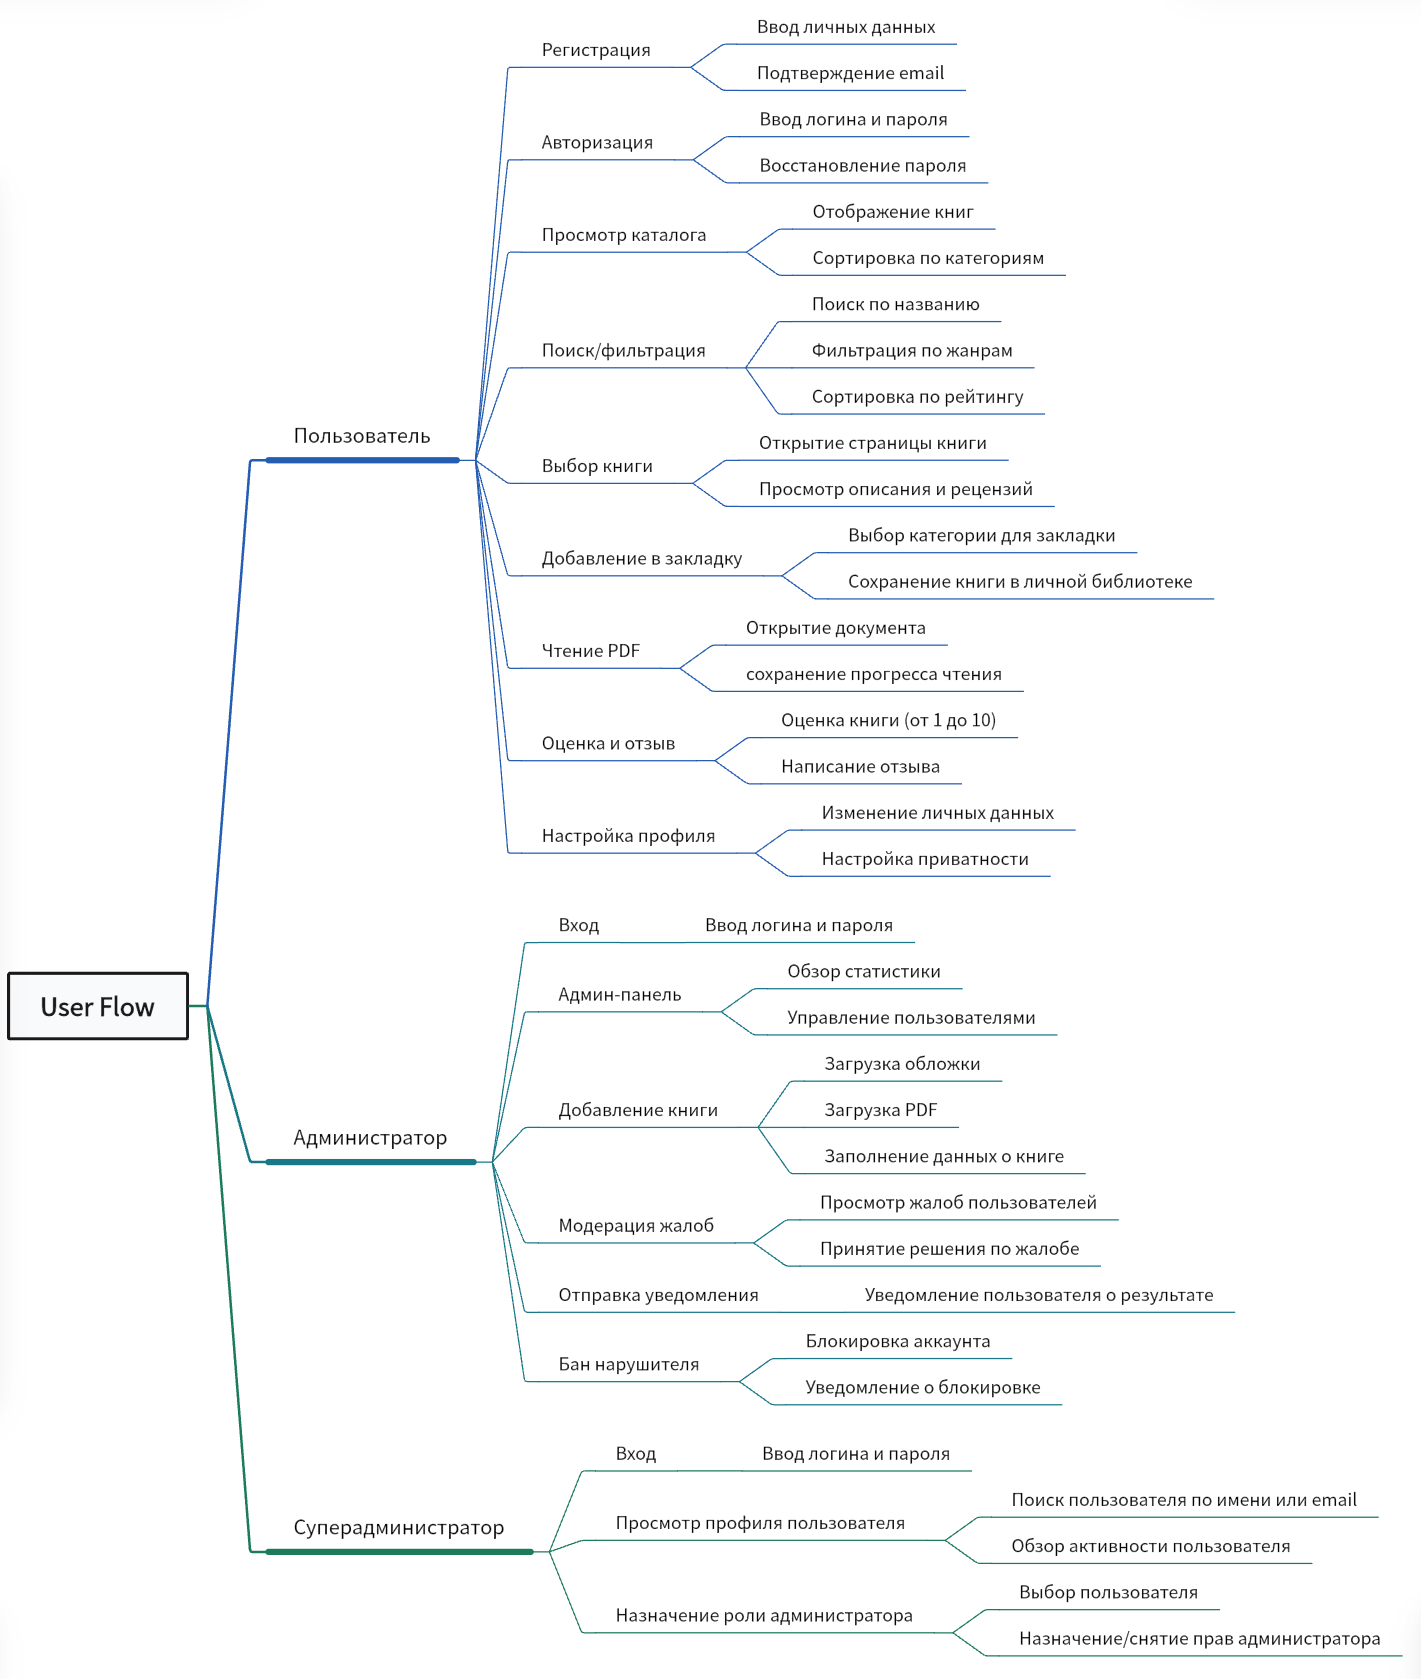 User Flow
Пользователь
Регистрация
Ввод личных данных
Подтверждение email
Авторизация
Ввод логина и пароля
Восстановление пароля
Просмотр каталога
Отображение книг
Сортировка по категориям
Поиск/фильтрация
Поиск по названию
Фильтрация по жанрам
Сортировка по рейтингу
Выбор книги
Открытие страницы книги
Просмотр описания и рецензий
Добавление в закладку
Выбор категории для закладки
Сохранение книги в личной библиотеке
Чтение PDF
Открытие документа
сохранение прогресса чтения
Оценка и отзыв
Оценка книги (от 1 до 10)
Написание отзыва
Настройка профиля
Изменение личных данных
Настройка приватности
Администратор
Вход
Ввод логина и пароля
Админ-панель
Обзор статистики
Управление пользователями
Добавление книги
Загрузка обложки
Загрузка PDF
Заполнение данных о книге
Модерация жалоб
Просмотр жалоб пользователей
Принятие решения по жалобе
Отправка уведомления
Уведомление пользователя о результате
Бан нарушителя
Блокировка аккаунта
Уведомление о блокировке
Суперадминистратор
Вход
Ввод логина и пароля
Просмотр профиля пользователя
Поиск пользователя по имени или email
Обзор активности пользователя
Назначение роли администратора
Выбор пользователя
Назначение/снятие прав администратора